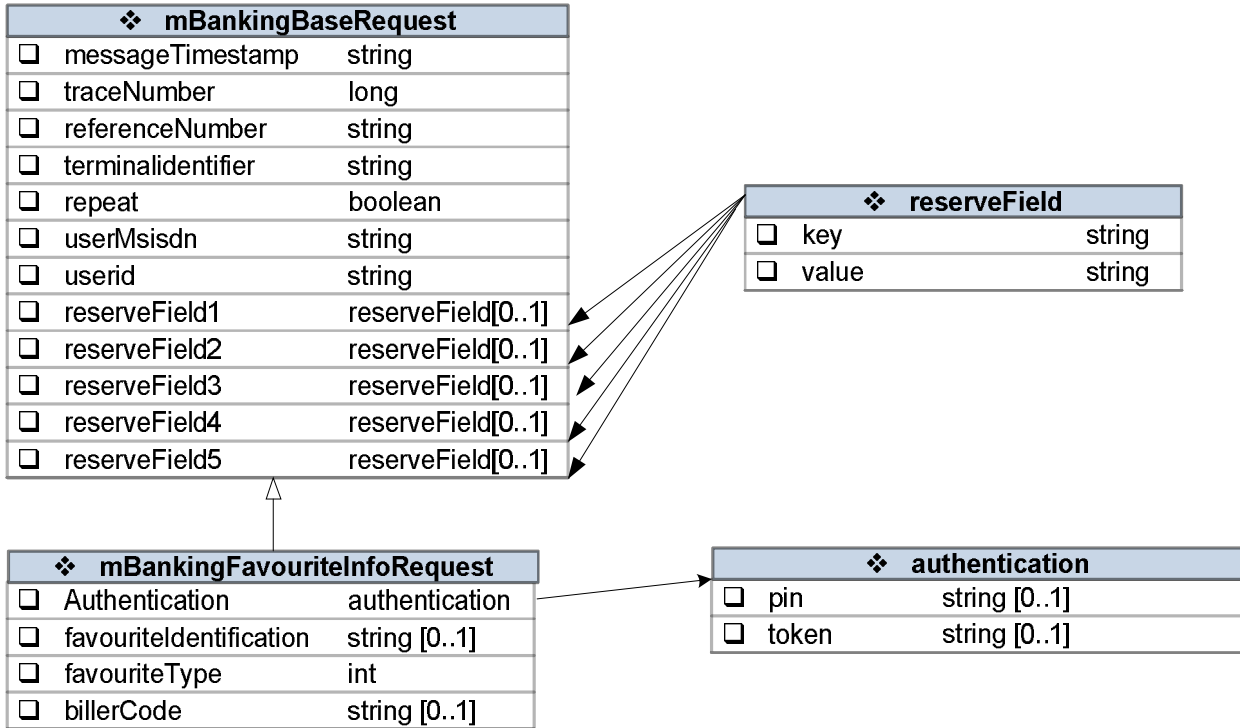 ❖ mBankingBaseRequest
❑ messageTimestamp string
❑ traceNumber long
❑ referenceNumber string
❑ terminalidentifier string
❑ repeat boolean
❑ userMsisdn string
❑ userid string
❑ reserveField1 reserveField[0..1]
❑ reserveField2 reserveField[0..1]
❑ reserveField3 reserveField[0..1]
❑ reserveField4 reserveField[0..1]
❑ reserveField5 reserveField[0..1]
❖ reserveField
❑ key string
❑ value string
❖ mBankingFavouriteInfoRequest
❑ Authentication authentication
❑ favouriteIdentification string [0..1]
❑ favouriteType int
❑ billerCode string [0..1]
❖ authentication
❑ pin string [0..1]
❑ token string [0..1]